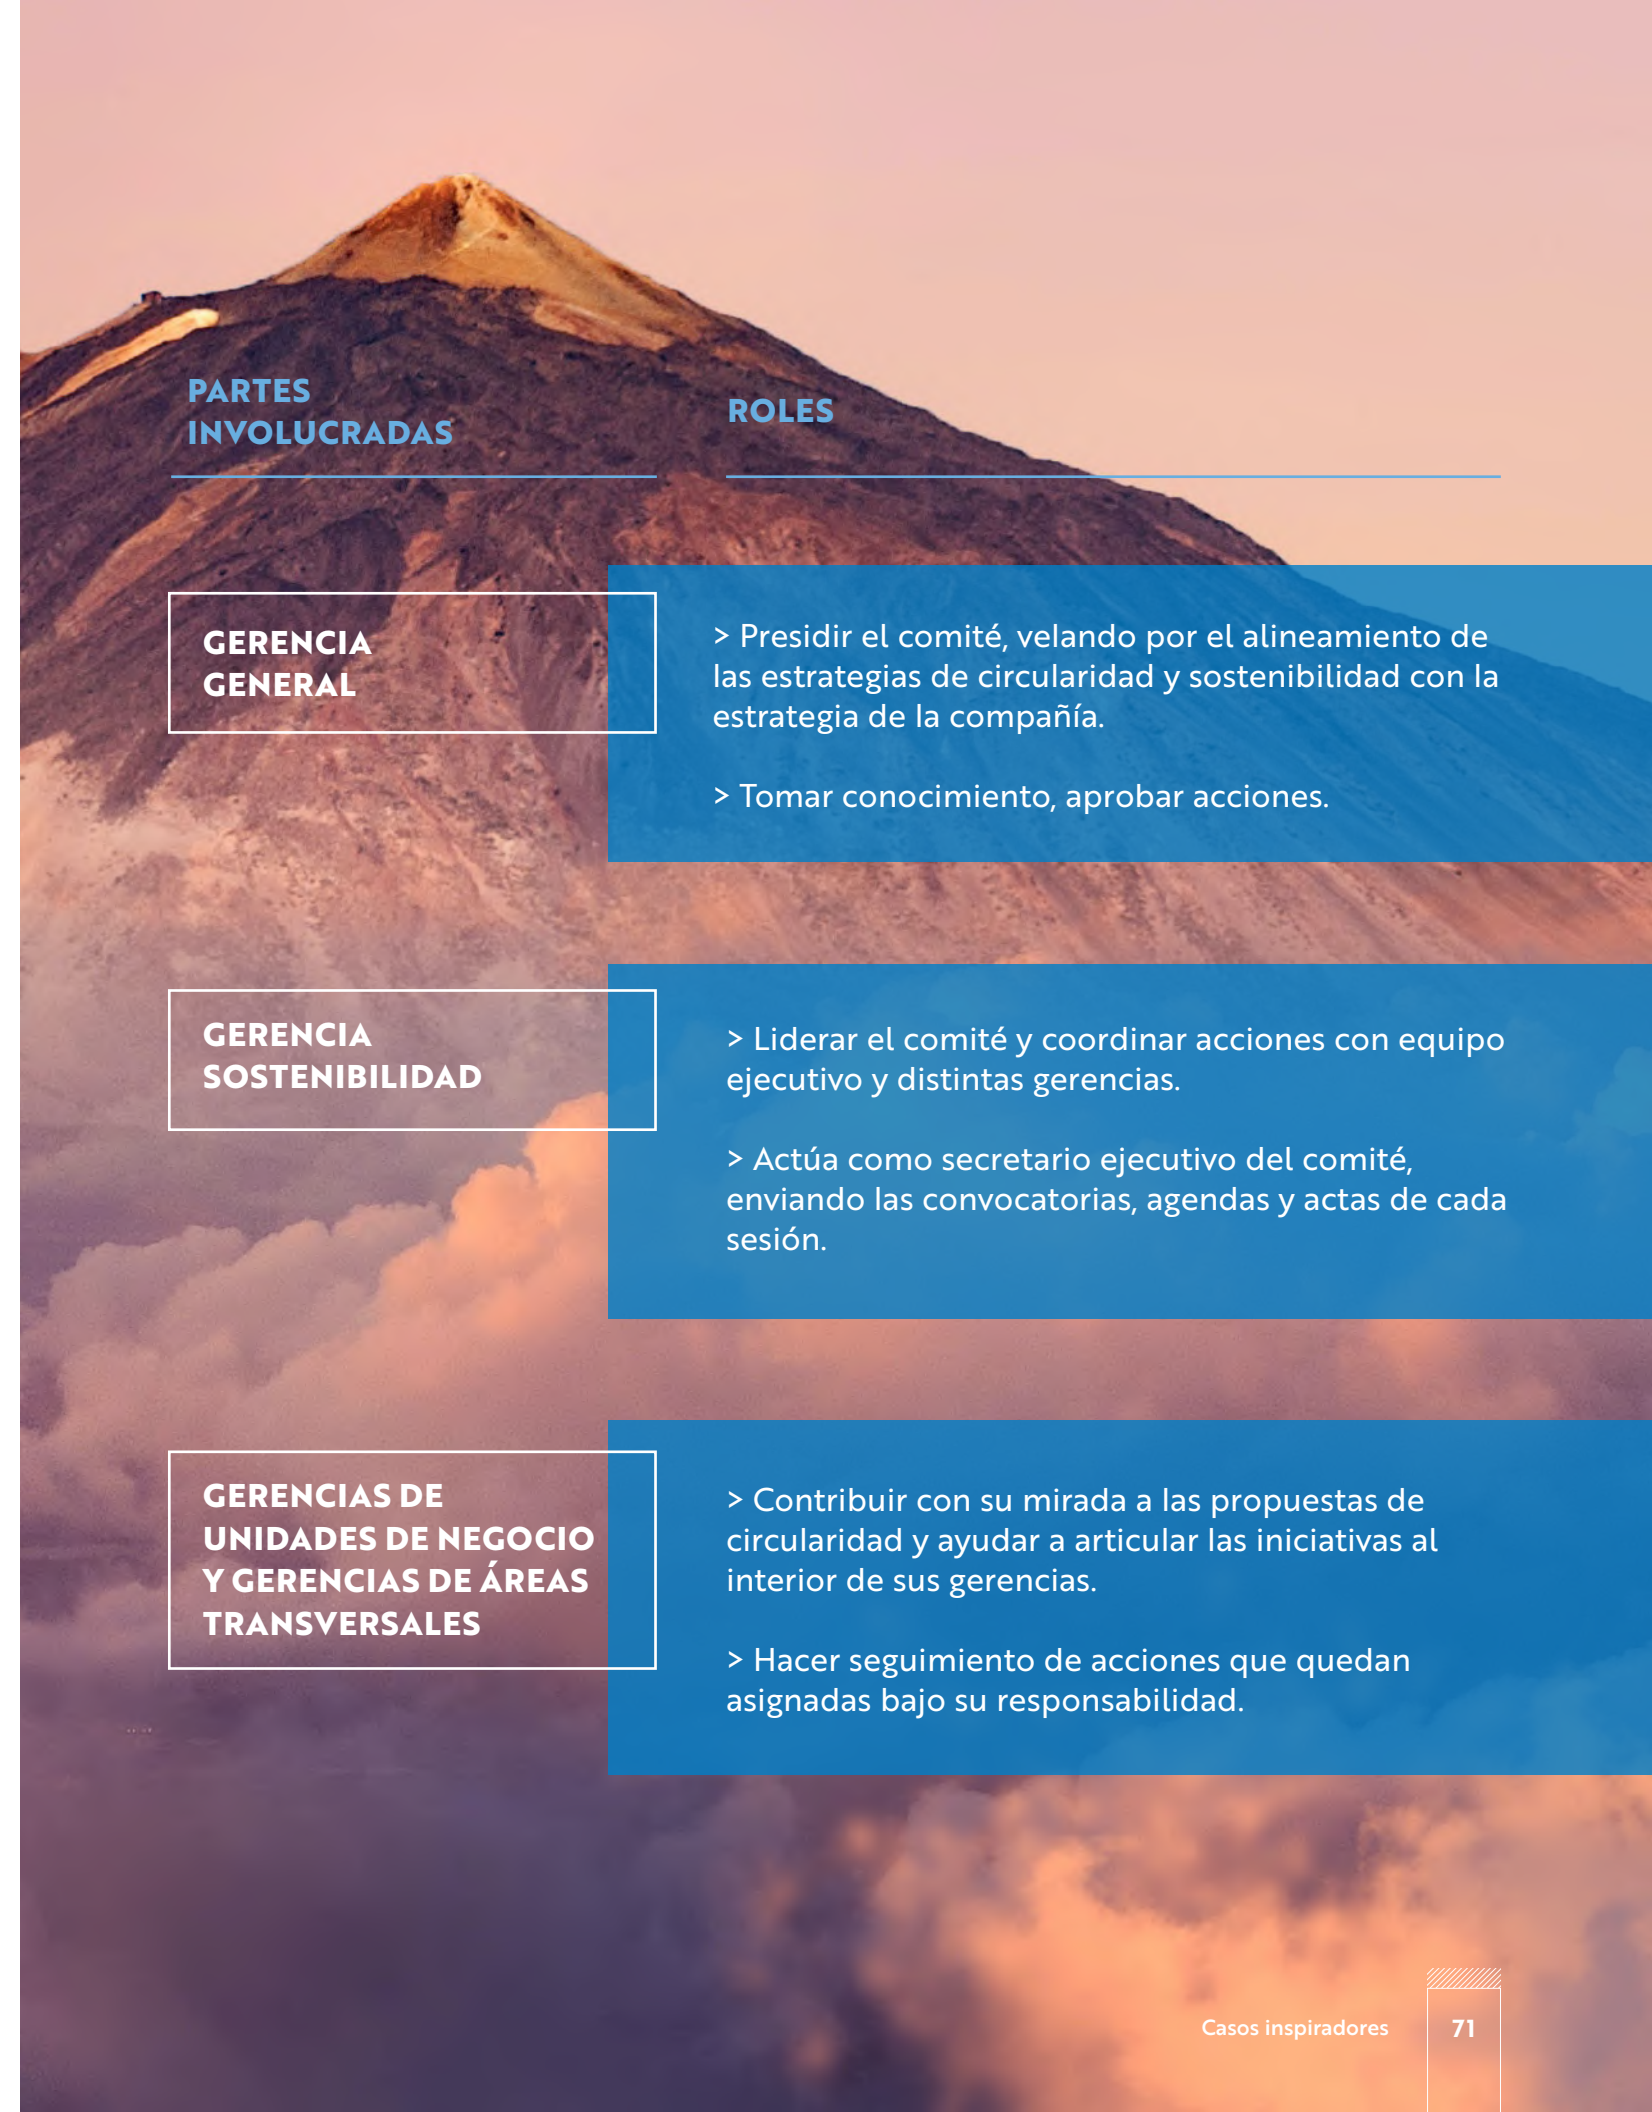 PARTES
INVOLUCRADAS
ROLES
GERENCIA
GENERAL
> Presidir el comité, velando por el alineamiento de
las estrategias de circularidad y sostenibilidad con la
estrategia de la compañía.
> Tomar conocimiento, aprobar acciones.
GERENCIA
SOSTENIBILIDAD
> Liderar el comité y coordinar acciones con equipo
ejecutivo y distintas gerencias.
> Actúa como secretario ejecutivo del comité,
enviando las convocatorias, agendas y actas de cada
sesión.
GERENCIAS DE
UNIDADES DE NEGOCIO
Y GERENCIAS DE ÁREAS
TRANSVERSALES
> Contribuir con su mirada a las propuestas de
circularidad y ayudar a articular las iniciativas al
interior de sus gerencias.
> Hacer seguimiento de acciones que quedan
asignadas bajo su responsabilidad.
Casos inspiradores
71